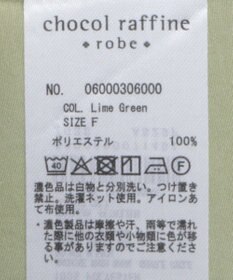 chocol raffine
robe
NO. 06000306000
COL. Lime Green
SIZE F
ポリエステル 100%
40 F
濃色品は白物と分別洗い。つけ置き
禁止。洗濯ネット使用。アイロンあ
て布使用。
・濃色製品は摩擦や汗、雨等で濡れ
た際に他の衣類や小物類に色が移
る事がありますのでご注意ください。